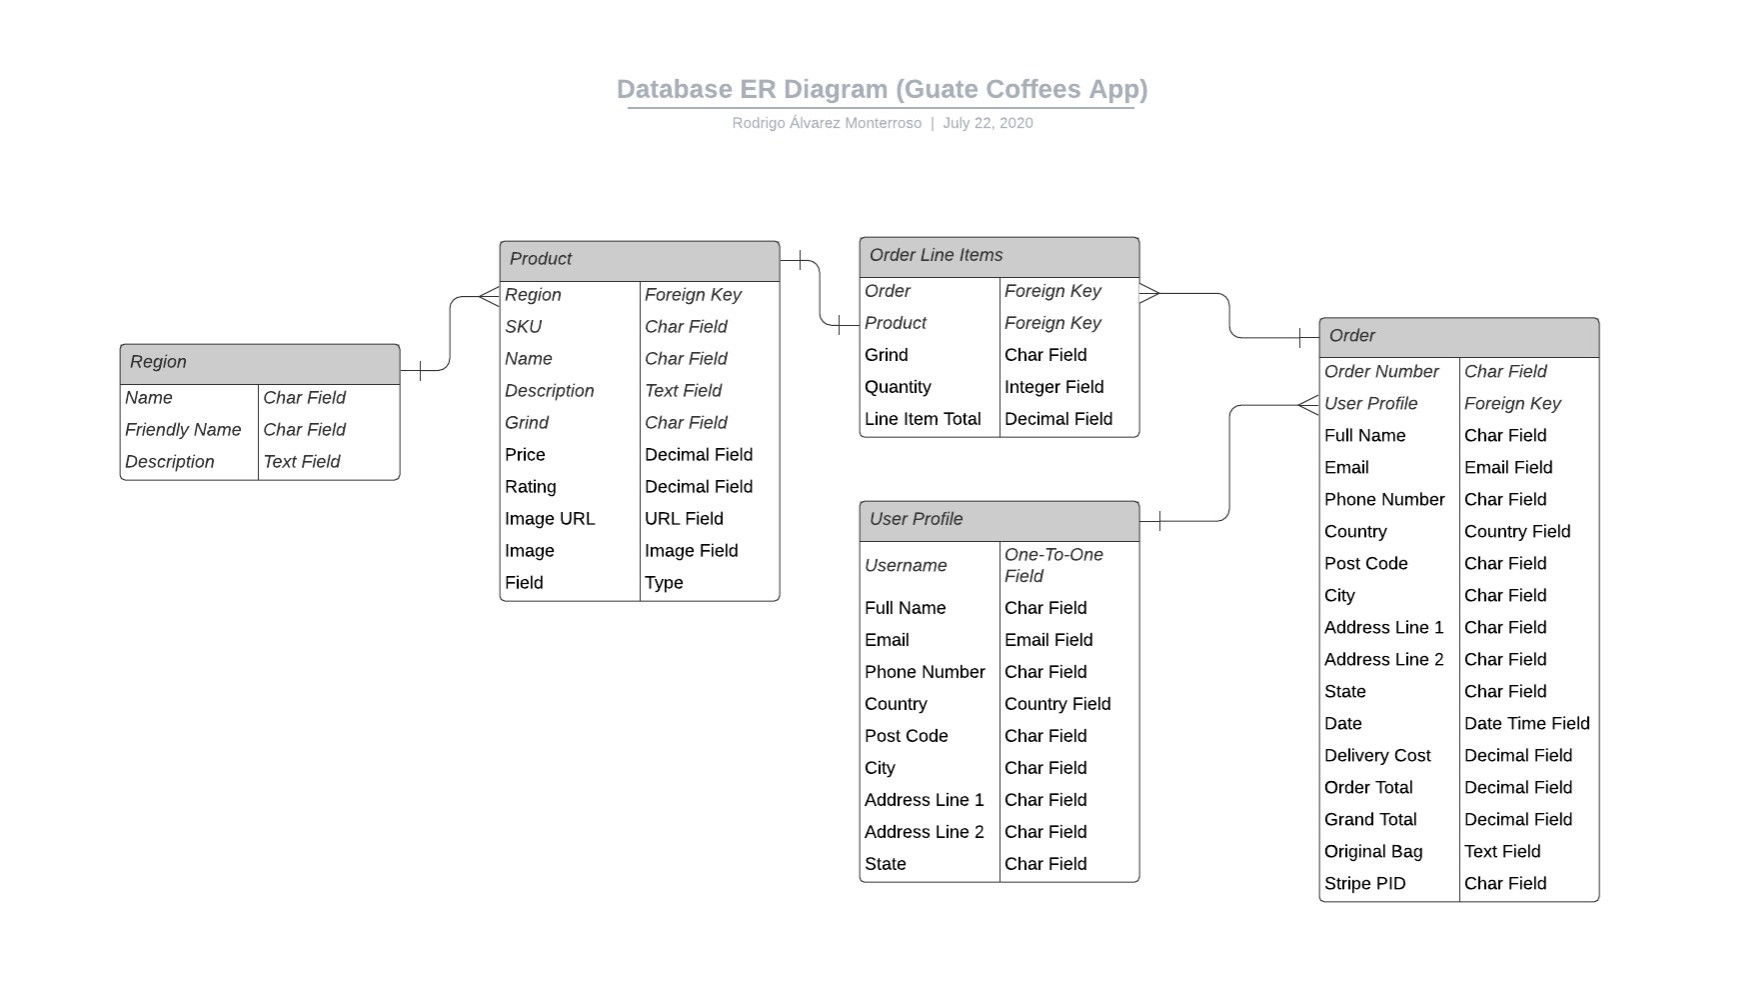 Database ER Diagram (Guate Coffees App)
Rodrigo Álvarez Monterroso | July 22, 2020
Region
Name Char Field
Friendly Name Char Field
Description Text Field
Product
Region Foreign Key
SKU Char Field
Name Char Field
Description Text Field
Grind Char Field
Price Decimal Field
Rating Decimal Field
Image URL URL Field
Image Image Field
Field Type
Order Line Items
Order Foreign Key
Product Foreign Key
Grind Char Field
Quantity Integer Field
Line Item Total Decimal Field
User Profile
Username One-To-One
Field
Full Name Char Field
Email Email Field
Phone Number Char Field
Country Country Field
Post Code Char Field
City Char Field
Address Line 1 Char Field
Address Line 2 Char Field
State Char Field
Order
Order Number Char Field
User Profile Foreign Key
Full Name Char Field
Email Email Field
Phone Number Char Field
Country Country Field
Post Code Char Field
City Char Field
Address Line 1 Char Field
Address Line 2 Char Field
State Char Field
Date Date Time Field
Delivery Cost Decimal Field
Order Total Decimal Field
Grand Total Decimal Field
Original Bag Text Field
Stripe PID Char Field